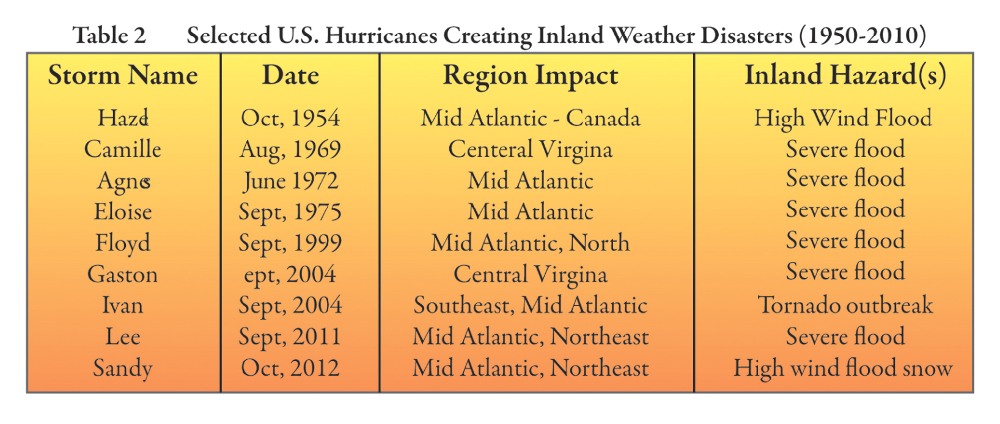 Table 2 Selected U.S. Hurricanes Creating Inland Weather Disasters (1950-2010)
Storm Name Date Region Impact Inland Hazard(s)
Hazel Oct, 1954 Mid Atlantic - Canada High Wind Flood
Camille Aug, 1969 Centeral Virgina Severe flood
Agnes June 1972 Mid Atlantic Severe flood
Eloise Sept, 1975 Mid Atlantic Severe flood
Floyd Sept, 1999 Mid Atlantic, North Severe flood
Gaston ept, 2004 Central Virgina Severe flood
Ivan Sept, 2004 Southeast, Mid Atlantic Tornado outbreak
Lee Sept, 2011 Mid Atlantic, Northeast Severe flood
Sandy Oct, 2012 Mid Atlantic, Northeast High wind flood snow